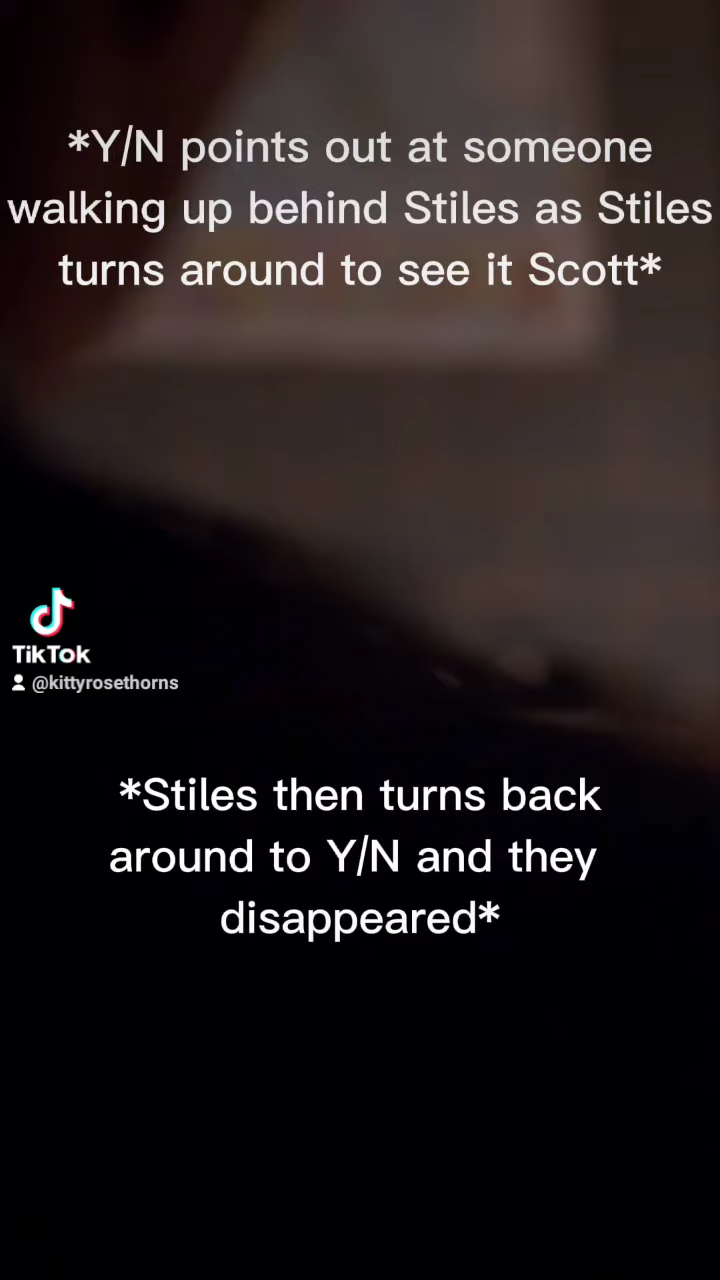 *Y/N points out at someone
walking up behind Stiles as Stiles
turns around to see it Scott*
TikTok
@kittyrosethorns
*Stiles then turns back
around to Y/N and they
disappeared*